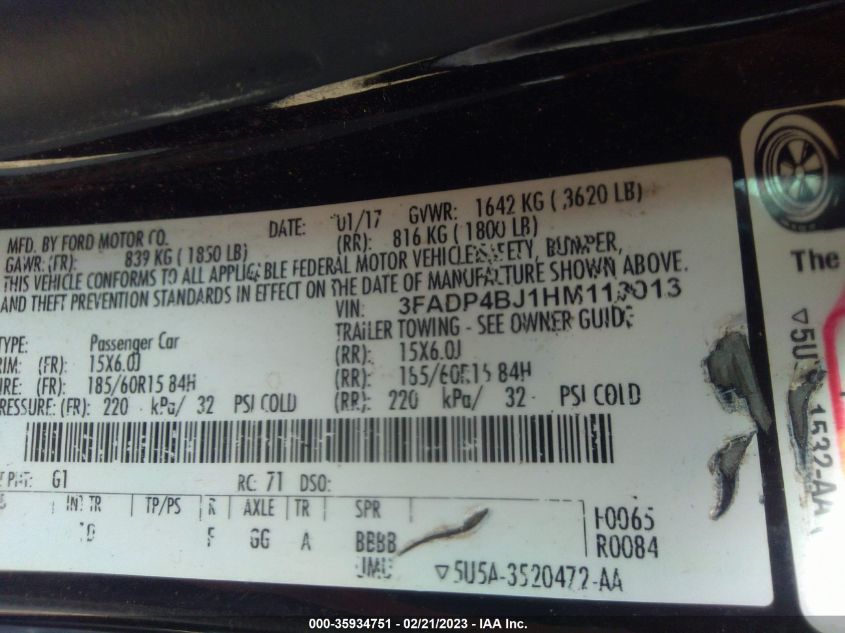 MFD. BY FORD MOTOR CO. DATE: 01/17 GVWR: 1642 KG ( 3620 LB)
GAWR: (FR): 839 KG ( 1850 LB) (RR): 816 KG ( 1800 LB)
THIS VEHICLE CONFORMS TO ALL APPLICABLE FEDERAL MOTOR VEHICLE SAFETY, BUMPER,
AND THEFT PREVENTION STANDARDS IN EFFECT ON THE DATE OF MANUFACTURE SHOWN ABOVE.
VIN: 3FADP4BJ1HM113013
TYPE: Passenger Car TRAILER TOWING - SEE OWNER GUIDE
RIM: (FR): 15X6.0J (RR): 15X6.0J
IRE: (FR): 185/60R15 84H (RR): 185/60R15 84H
PRESSURE: (FR): 220 kPa/ 32 PSI COLD (RR): 220 kPa/ 32 PSI COLD
PNT: G1 RC: 71 DSO:
INT TR TP/PS R AXLE TR SPR F0065
F GG A BBBB R0084
▽5U5A-3520472-AA
The
▽5U5
1532-AA
000-35934751 - 02/21/2023 - IAA Inc.